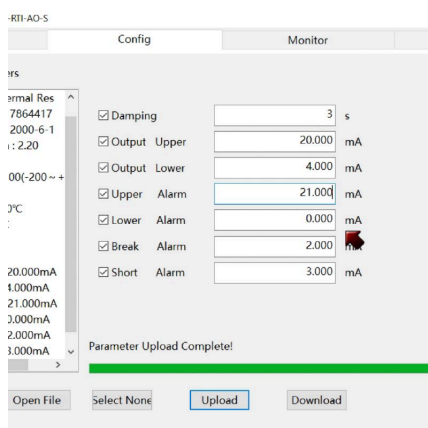 -RTI-AO-S
Config Monitor
ers
ermal Res
7864417
2000-6-1
: 2.20
00(-200 ~ +
0℃
20.000mA
4.000mA
21.000mA
0.000mA
2.000mA
3.000mA
Damping 3 s
Output Upper 20.000 mA
Output Lower 4.000 mA
Upper Alarm 21.000 mA
Lower Alarm 0.000 mA
Break Alarm 2.000
Short Alarm 3.000 mA
Parameter Upload Complete!
Open File Select None Upload Download